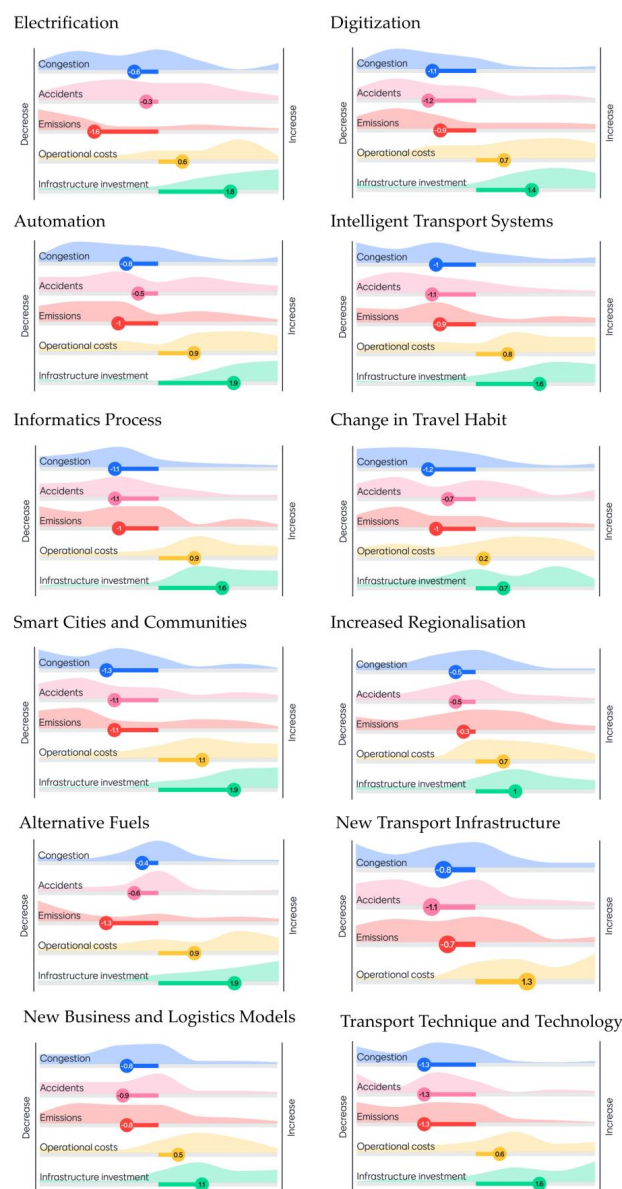 Electrification
Congestion
-0.6
Accidents
-0.3
Emissions
-1.6
Operational costs
0.6
Infrastructure investment
1.8
Decrease
Increase
Digitization
Congestion
-1.1
Accidents
-1.2
Emissions
-0.9
Operational costs
0.7
Infrastructure investment
1.4
Decrease
Increase
Automation
Congestion
-0.8
Accidents
-0.5
Emissions
-1
Operational costs
0.9
Infrastructure investment
1.9
Decrease
Increase
Intelligent Transport Systems
Congestion
-1
Accidents
-1.1
Emissions
-0.9
Operational costs
0.8
Infrastructure investment
1.6
Decrease
Increase
Informatics Process
Congestion
-1.1
Accidents
-1.1
Emissions
-1
Operational costs
0.9
Infrastructure investment
1.6
Decrease
Increase
Change in Travel Habit
Congestion
-1.2
Accidents
-0.7
Emissions
-1
Operational costs
0.2
Infrastructure investment
0.7
Decrease
Increase
Smart Cities and Communities
Congestion
-1.3
Accidents
-1.1
Emissions
-1.1
Operational costs
1.1
Infrastructure investment
1.9
Decrease
Increase
Increased Regionalisation
Congestion
-0.5
Accidents
-0.5
Emissions
-0.3
Operational costs
0.7
Infrastructure investment
1
Decrease
Increase
Alternative Fuels
Congestion
-0.4
Accidents
-0.6
Emissions
-1.3
Operational costs
0.9
Infrastructure investment
1.9
Decrease
Increase
New Transport Infrastructure
Congestion
-0.8
Accidents
-1.1
Emissions
-0.7
Operational costs
1.3
Decrease
Increase
New Business and Logistics Models
Congestion
-0.8
Accidents
-0.9
Emissions
-0.8
Operational costs
0.5
Infrastructure investment
1.1
Decrease
Increase
Transport Technique and Technology
Congestion
-1.3
Accidents
-1.3
Emissions
-1.3
Operational costs
0.6
Infrastructure investment
1.6
Decrease
Increase